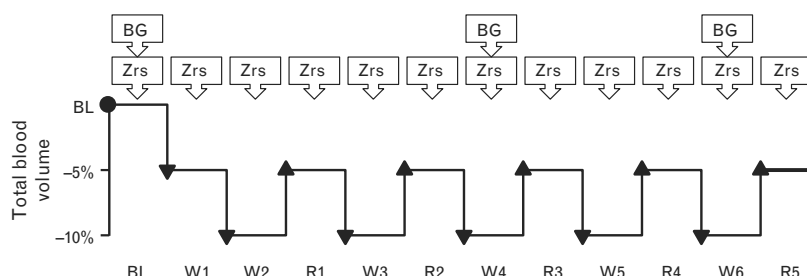 BG BG BG
Zrs Zrs Zrs Zrs Zrs Zrs Zrs Zrs Zrs Zrs Zrs Zrs
BL
–5%
–10%
Total blood
volume
BL W1 W2 R1 W3 R2 W4 R3 W5 R4 W6 R5